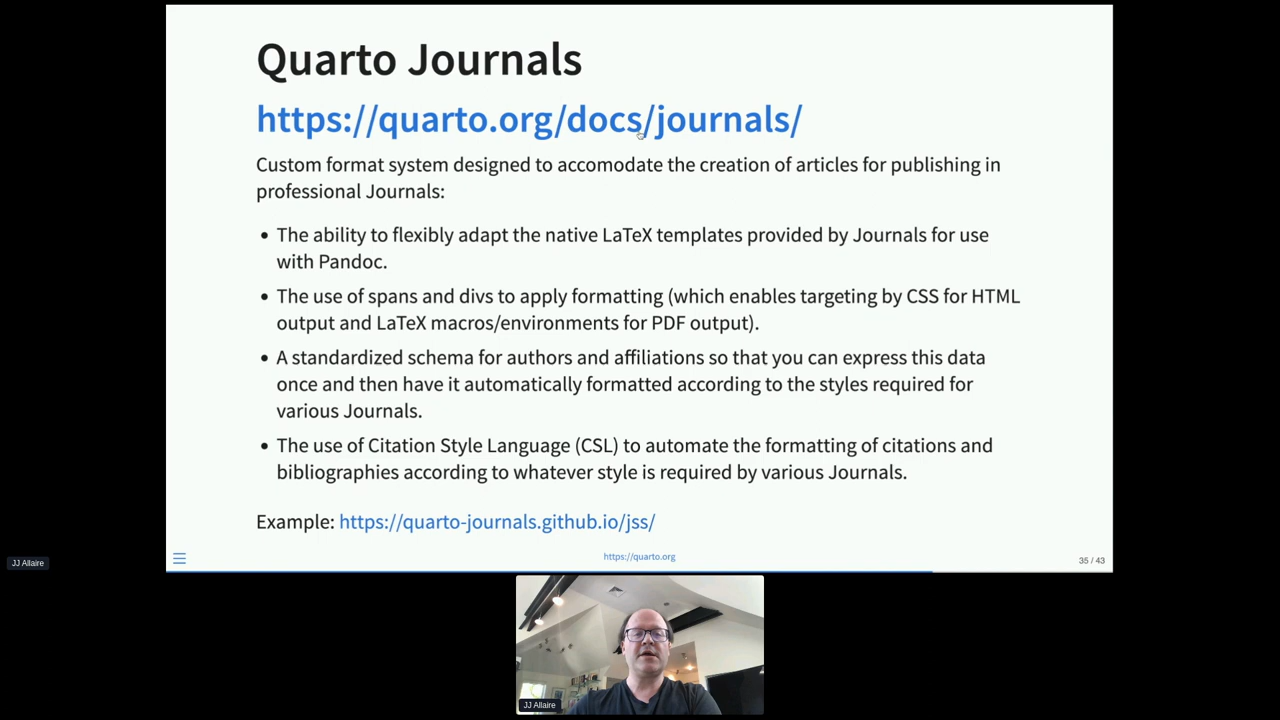 Quarto Journals
https://quarto.org/docs/journals/
Custom format system designed to accomodate the creation of articles for publishing in
professional Journals:
• The ability to flexibly adapt the native LaTeX templates provided by Journals for use
with Pandoc.
• The use of spans and divs to apply formatting (which enables targeting by CSS for HTML
output and LaTeX macros/environments for PDF output).
• A standardized schema for authors and affiliations so that you can express this data
once and then have it automatically formatted according to the styles required for
various Journals.
• The use of Citation Style Language (CSL) to automate the formatting of citations and
bibliographies according to whatever style is required by various Journals.
Example: https://quarto-journals.github.io/jss/
https://quarto.org
35 / 43
JJ Allaire
JJ Allaire